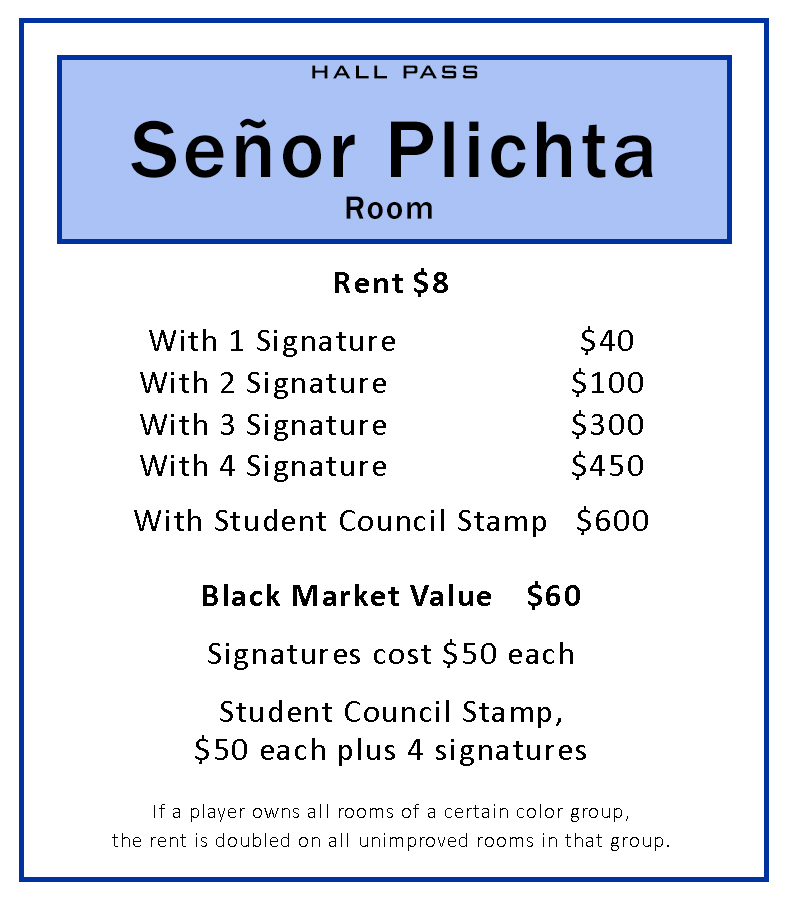 HALL PASS
Señor Plichta
Room
Rent $8
With 1 Signature $40
With 2 Signature $100
With 3 Signature $300
With 4 Signature $450
With Student Council Stamp $600
Black Market Value $60
Signatures cost $50 each
Student Council Stamp,
$50 each plus 4 signatures
If a player owns all rooms of a certain color group,
the rent is doubled on all unimproved rooms in that group.